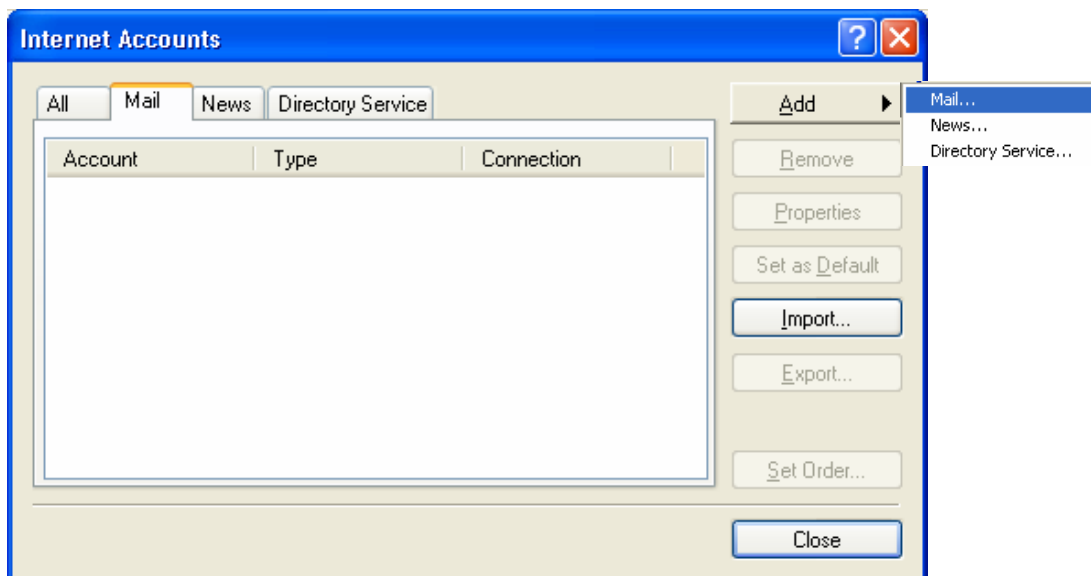 Internet Accounts
All Mail News Directory Service
Add
Mail...
News...
Directory Service...
Account Type Connection
Remove
Properties
Set as Default
Import...
Export...
Set Order...
Close